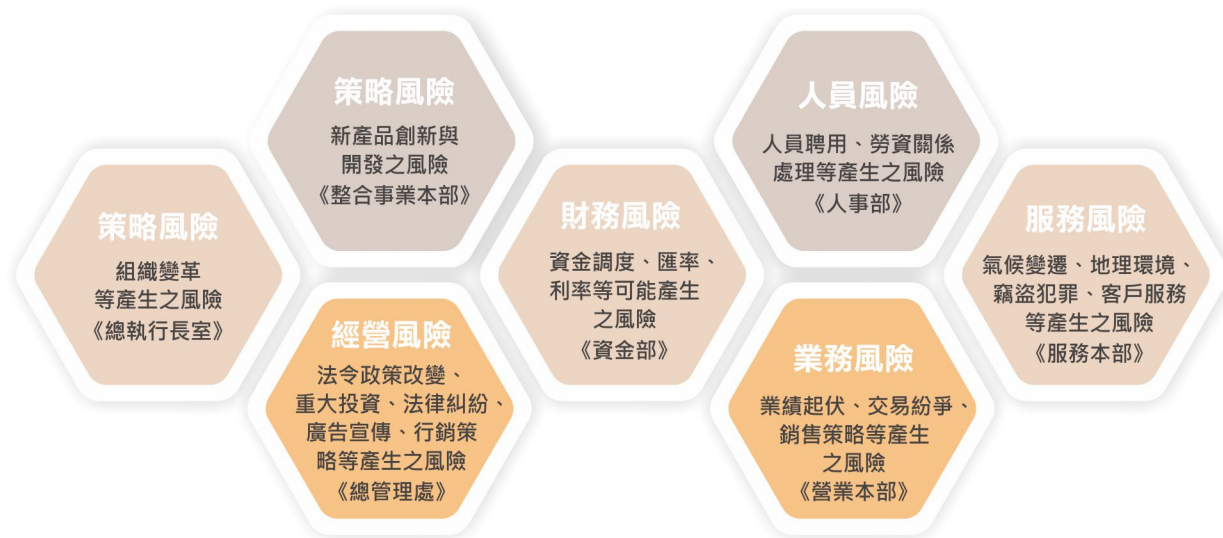 策略風險
組織變革
等產生之風險
《總執行長室》
策略風險
新產品創新與
開發之風險
《整合事業本部》
經營風險
法令政策改變、
重大投資、法律糾紛、
廣告宣傳、行銷策
略等產生之風險
《總管理處》
財務風險
資金調度、匯率、
利率等可能產生
之風險
《資金部》
人員風險
人員聘用、勞資關係
處理等產生之風險
《人事部》
業務風險
業績起伏、交易紛爭、
銷售策略等產生
之風險
《營業本部》
服務風險
氣候變遷、地理環境、
竊盜犯罪、客戶服務
等產生之風險
《服務本部》